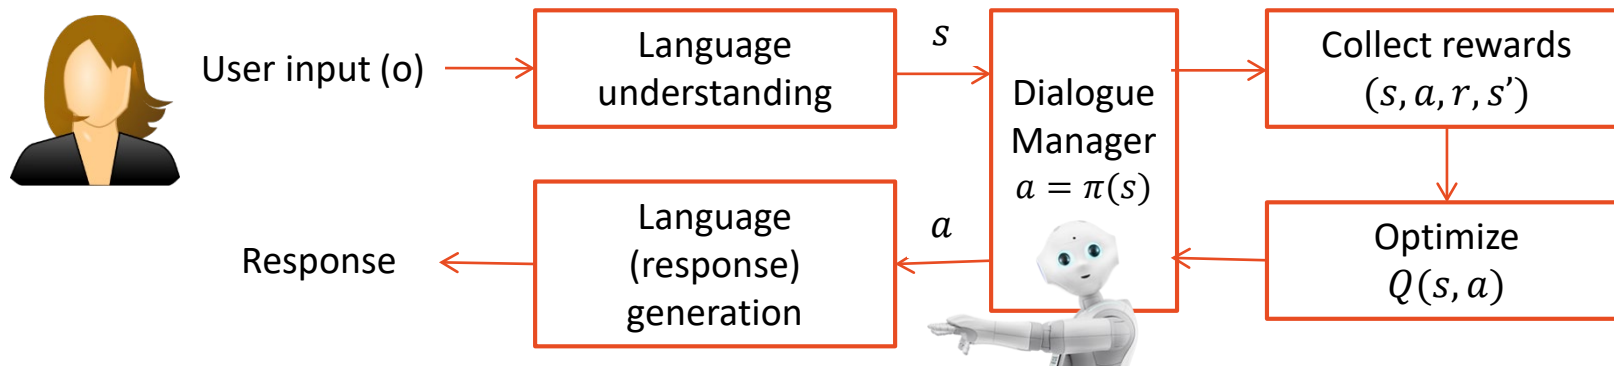 User input (o)
Language
understanding
s
Dialogue
Manager
a = π(s)
Collect rewards
(s, a, r, s’)
Optimize
Q(s, a)
a
Language
(response)
generation
Response